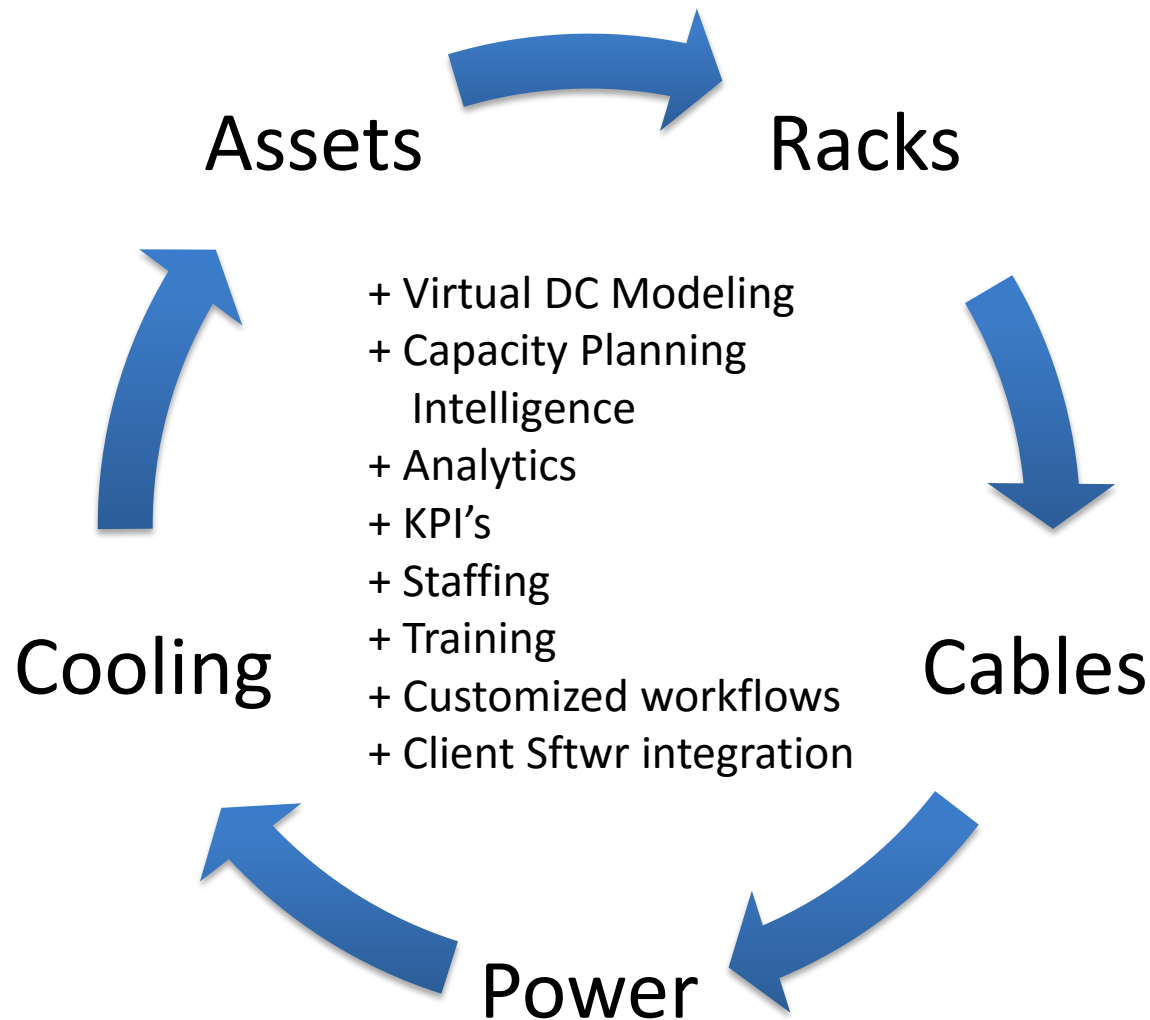 Assets
Racks
+ Virtual DC Modeling
+ Capacity Planning
Intelligence
+ Analytics
+ KPI’s
+ Staffing
+ Training
+ Customized workflows
+ Client Sftwr integration
Cooling
Cables
Power